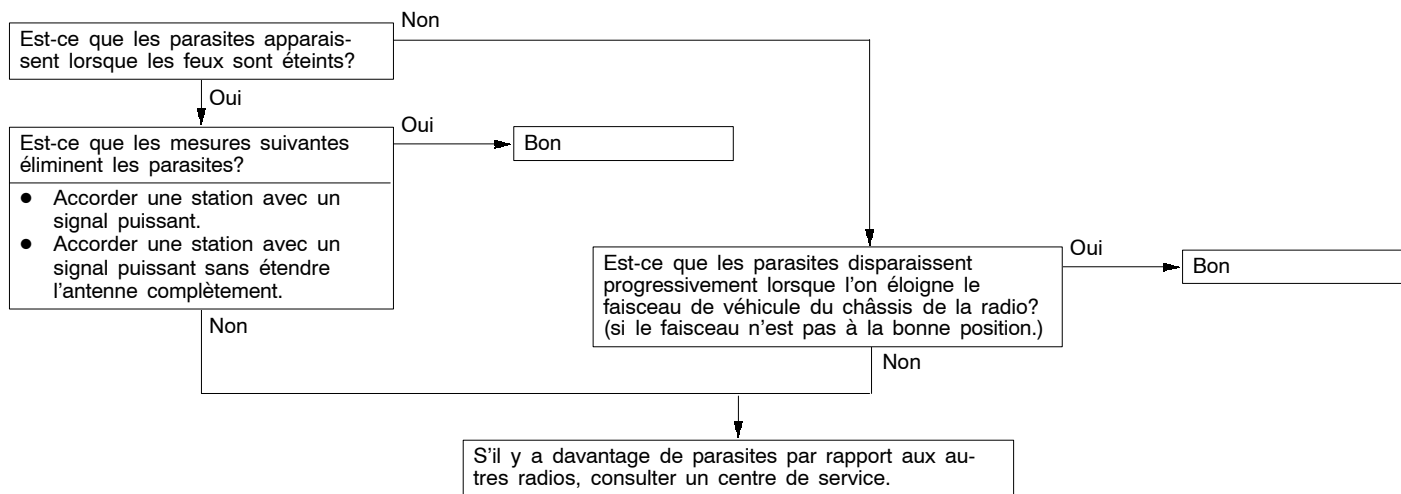 Non
Est-ce que les parasites apparais-
sent lorsque les feux sont éteints?
Oui
Est-ce que les mesures suivantes
éliminent les parasites?
● Accorder une station avec un
signal puissant.
● Accorder une station avec un
signal puissant sans étendre
l'antenne complètement.
Oui
Bon
Non
Est-ce que les parasites disparaissent
progressivement lorsque l'on éloigne le
faisceau de véhicule du châssis de la radio?
(si le faisceau n'est pas à la bonne position.)
Oui
Bon
Non
S'il y a davantage de parasites par rapport aux au-
tres radios, consulter un centre de service.